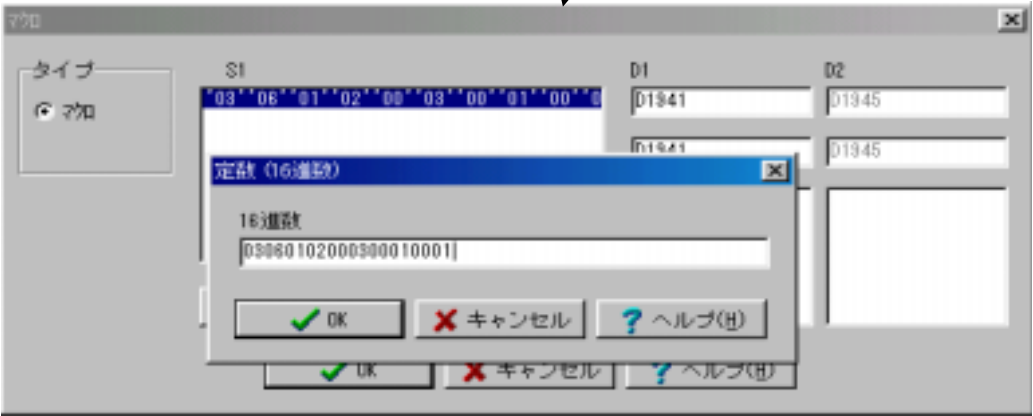 マクロ
タイプ
マクロ
S1
"03""06""01""02""00""03""00""01""00""0
D1
D1941
D1941
D2
D1945
D1945
定数 (16進数)
16進数
03060102000300010001
OK
キャンセル
ヘルプ(H)
OK
キャンセル
ヘルプ(H)